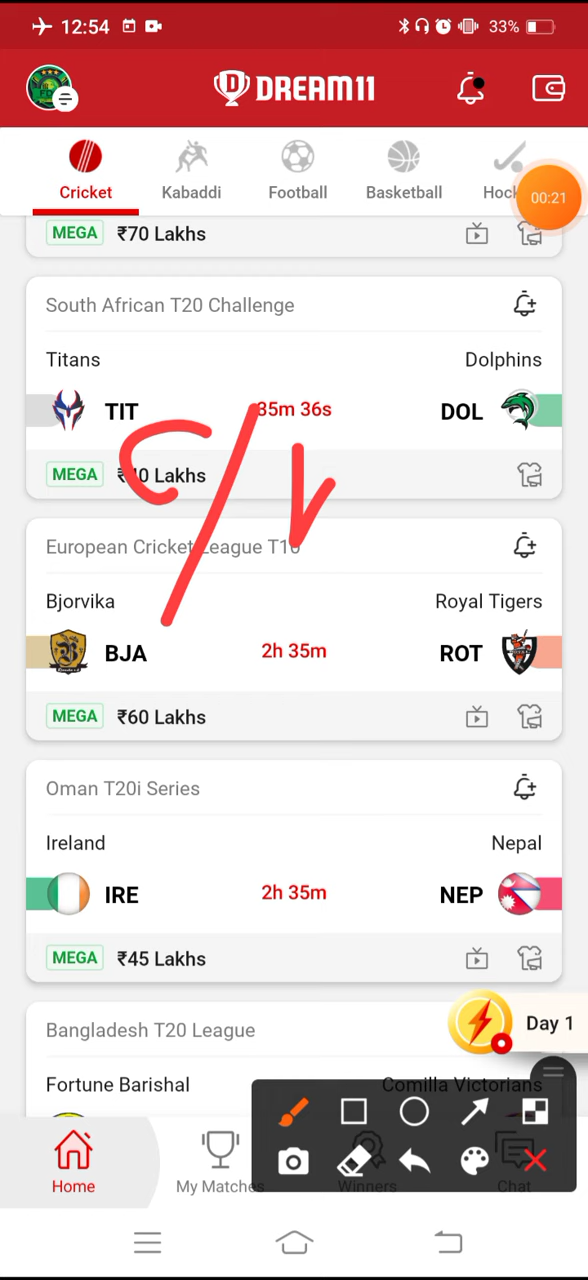 12:54 33%
DREAM11
Cricket Kabaddi Football Basketball
00:21
MEGA ₹70 Lakhs
South African T20 Challenge
Titans Dolphins
TIT 35m 36s DOL
MEGA Lakhs
European Cricket League T10
Bjorvika Royal Tigers
BJA 2h 35m ROT
MEGA ₹60 Lakhs
Oman T20i Series
Ireland Nepal
IRE 2h 35m NEP
MEGA ₹45 Lakhs
Bangladesh T20 League
Day 1
Fortune Barishal Comilla Victorians
Home My Matches Winners Chat